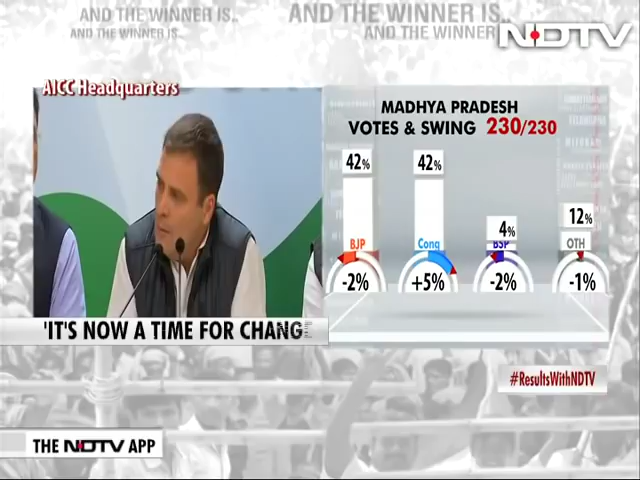 AND THE WINNER IS..
AND THE WINNER IS...
AND THE WINNER IS..
AND THE WINNER
NDTV
AICC Headquarters
MADHYA PRADESH
VOTES & SWING 230/230
42% 42% 4% 12%
BJP Cong BSP OTH
-2% +5% -2% -1%
'IT'S NOW A TIME FOR CHANGE
#ResultsWithNDTV
THE NDTV APP